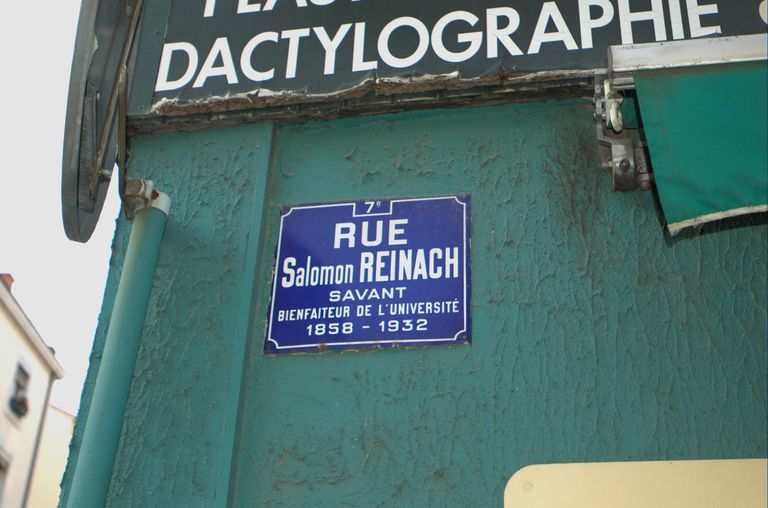 DACTYLOGRAPHIE
7e
RUE
Salomon REINACH
SAVANT
BIENFAITEUR DE L'UNIVERSITÉ
1858 - 1932